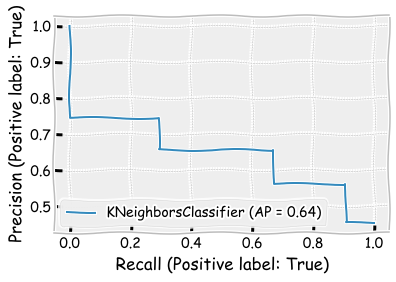 Precision (Positive label: True)
1.0
0.9
0.8
0.7
0.6
0.5
KNeighborsClassifier (AP = 0.64)
0.0 0.2 0.4 0.6 0.8 1.0
Recall (Positive label: True)